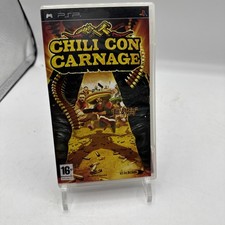 PSP
CHILI CON
CARNAGE
16+